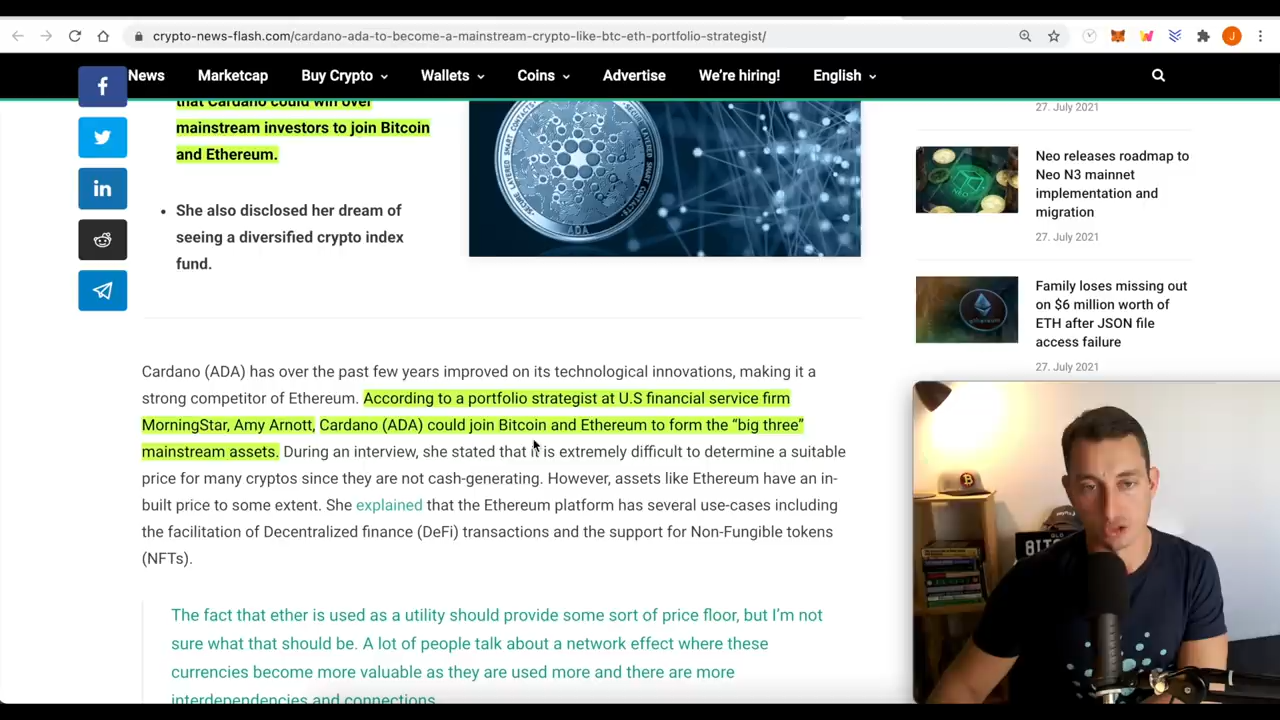 crypto-news-flash.com/cardano-ada-to-become-a-mainstream-crypto-like-btc-eth-portfolio-strategist/
J
News Marketcap Buy Crypto Wallets Coins Advertise We're hiring! English
that Cardano could win over
mainstream investors to join Bitcoin
and Ethereum.
She also disclosed her dream of
seeing a diversified crypto index
fund.
ADA
27. July 2021
Neo releases roadmap to
Neo N3 mainnet
implementation and
migration
27. July 2021
Family loses missing out
on $6 million worth of
ETH after JSON file
access failure
27. July 2021
Cardano (ADA) has over the past few years improved on its technological innovations, making it a
strong competitor of Ethereum. According to a portfolio strategist at U.S financial service firm
MorningStar, Amy Arnott, Cardano (ADA) could join Bitcoin and Ethereum to form the “big three”
mainstream assets. During an interview, she stated that it is extremely difficult to determine a suitable
price for many cryptos since they are not cash-generating. However, assets like Ethereum have an in-
built price to some extent. She explained that the Ethereum platform has several use-cases including
the facilitation of Decentralized finance (DeFi) transactions and the support for Non-Fungible tokens
(NFTs).
The fact that ether is used as a utility should provide some sort of price floor, but I’m not
sure what that should be. A lot of people talk about a network effect where these
currencies become more valuable as they are used more and there are more
interdependencies and connections.